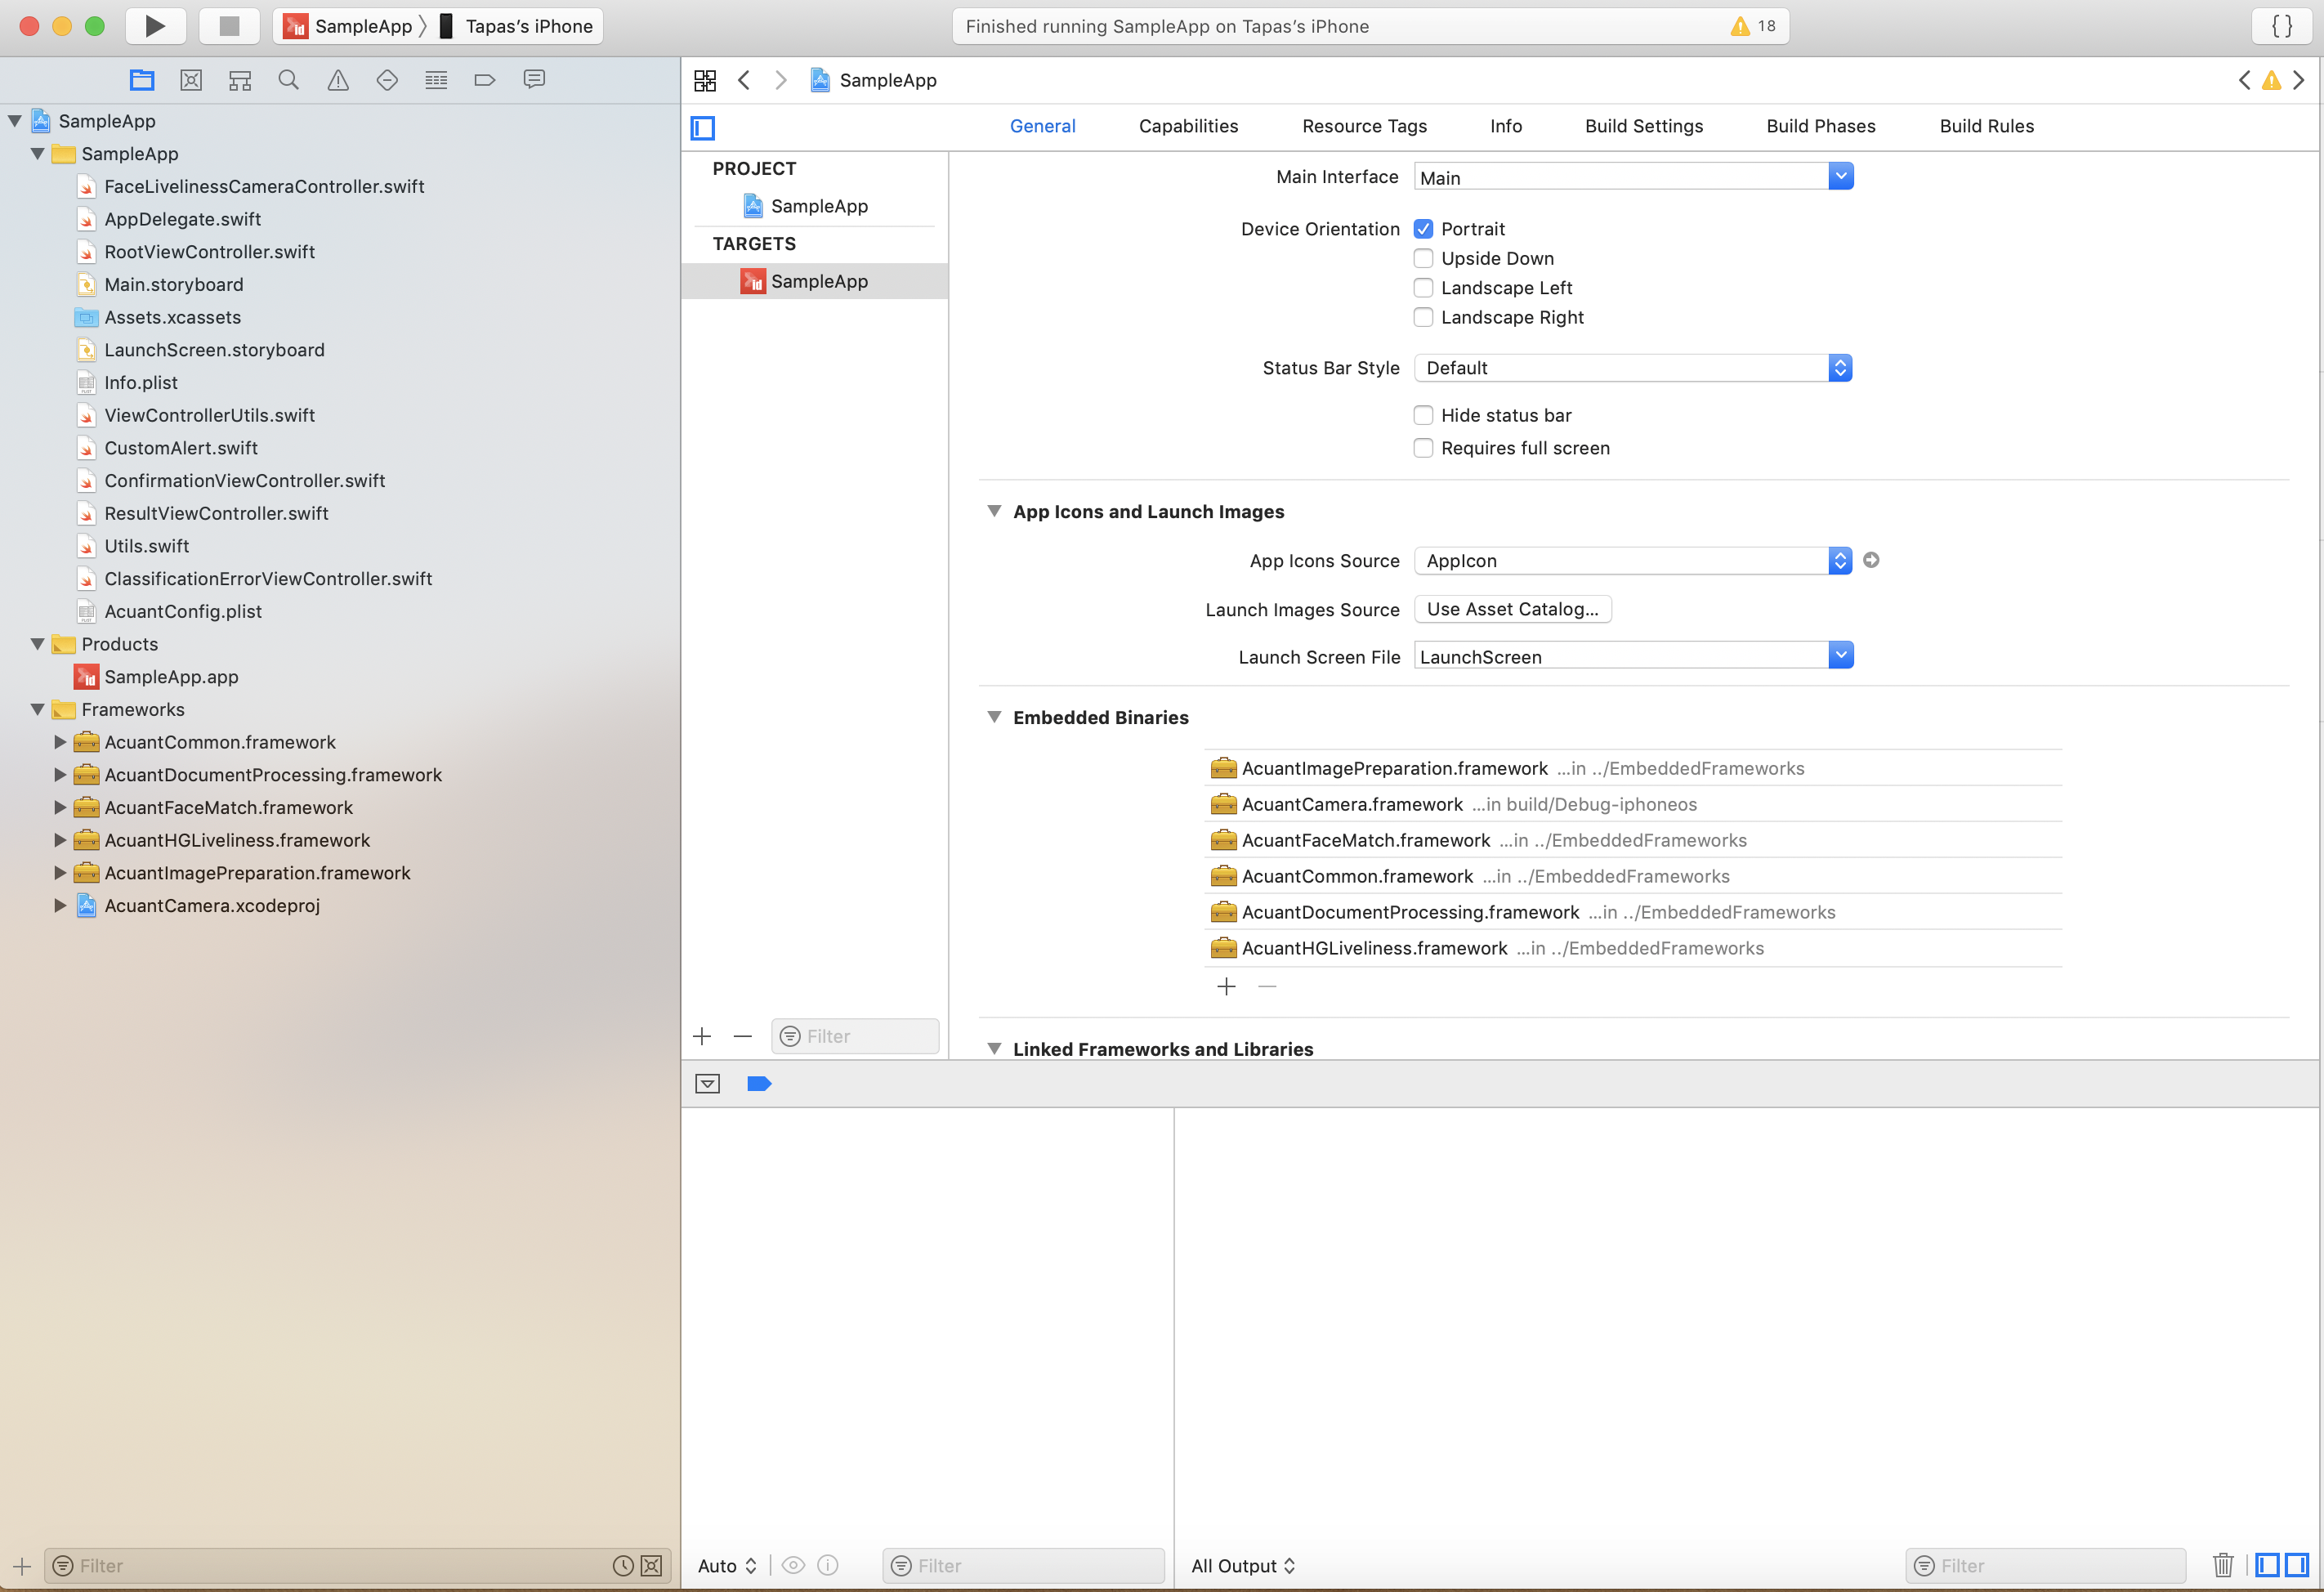 SampleApp
Tapas's iPhone
Finished running SampleApp on Tapas's iPhone
18
{ }
SampleApp
SampleApp
FaceLivelinessCameraController.swift
AppDelegate.swift
RootViewController.swift
Main.storyboard
Assets.xcassets
LaunchScreen.storyboard
Info.plist
ViewControllerUtils.swift
CustomAlert.swift
ConfirmationViewController.swift
ResultViewController.swift
Utils.swift
ClassificationErrorViewController.swift
AcuantConfig.plist
Products
SampleApp.app
Frameworks
AcuantCommon.framework
AcuantDocumentProcessing.framework
AcuantFaceMatch.framework
AcuantHGLiveliness.framework
AcuantImagePreparation.framework
AcuantCamera.xcodeproj
Filter
SampleApp
General Capabilities Resource Tags Info Build Settings Build Phases Build Rules
PROJECT
SampleApp
TARGETS
SampleApp
Filter
Main Interface Main
Device Orientation Portrait
Upside Down
Landscape Left
Landscape Right
Status Bar Style Default
Hide status bar
Requires full screen
App Icons and Launch Images
App Icons Source AppIcon
Launch Images Source Use Asset Catalog...
Launch Screen File LaunchScreen
Embedded Binaries
AcuantImagePreparation.framework ...in ../EmbeddedFrameworks
AcuantCamera.framework ...in build/Debug-iphoneos
AcuantFaceMatch.framework ...in ../EmbeddedFrameworks
AcuantCommon.framework ...in ../EmbeddedFrameworks
AcuantDocumentProcessing.framework ...in ../EmbeddedFrameworks
AcuantHGLiveliness.framework ...in ../EmbeddedFrameworks
Linked Frameworks and Libraries
Auto
Filter
All Output
Filter